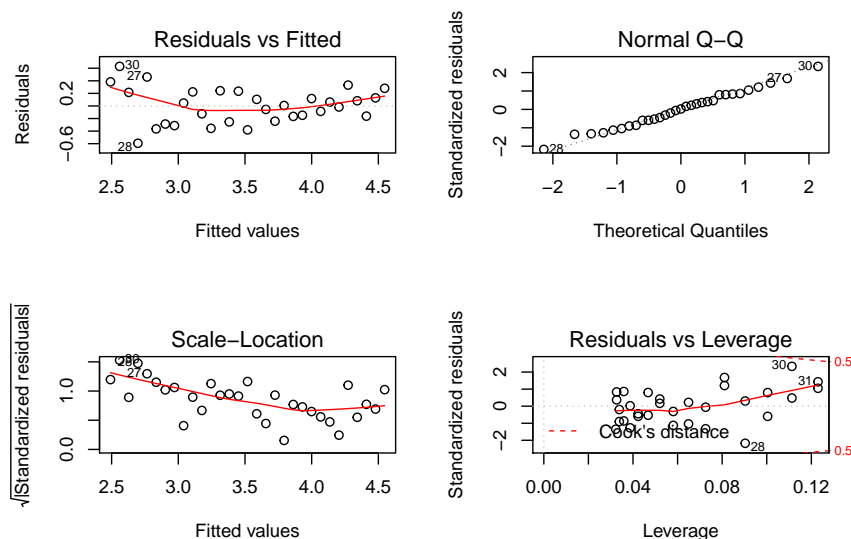 Residuals vs Fitted
Residuals
0.2
−0.6
30
27
28
2.5 3.0 3.5 4.0 4.5
Fitted values
Normal Q−Q
Standardized residuals
2
0
−2
30
27
28
−2 −1 0 1 2
Theoretical Quantiles
Scale−Location
√|Standardized residuals|
1.0
0.0
30
28
27
2.5 3.0 3.5 4.0 4.5
Fitted values
Residuals vs Leverage
Standardized residuals
2
0
−2
30
31
28
0.5
0.5
Cook's distance
0.00 0.04 0.08 0.12
Leverage